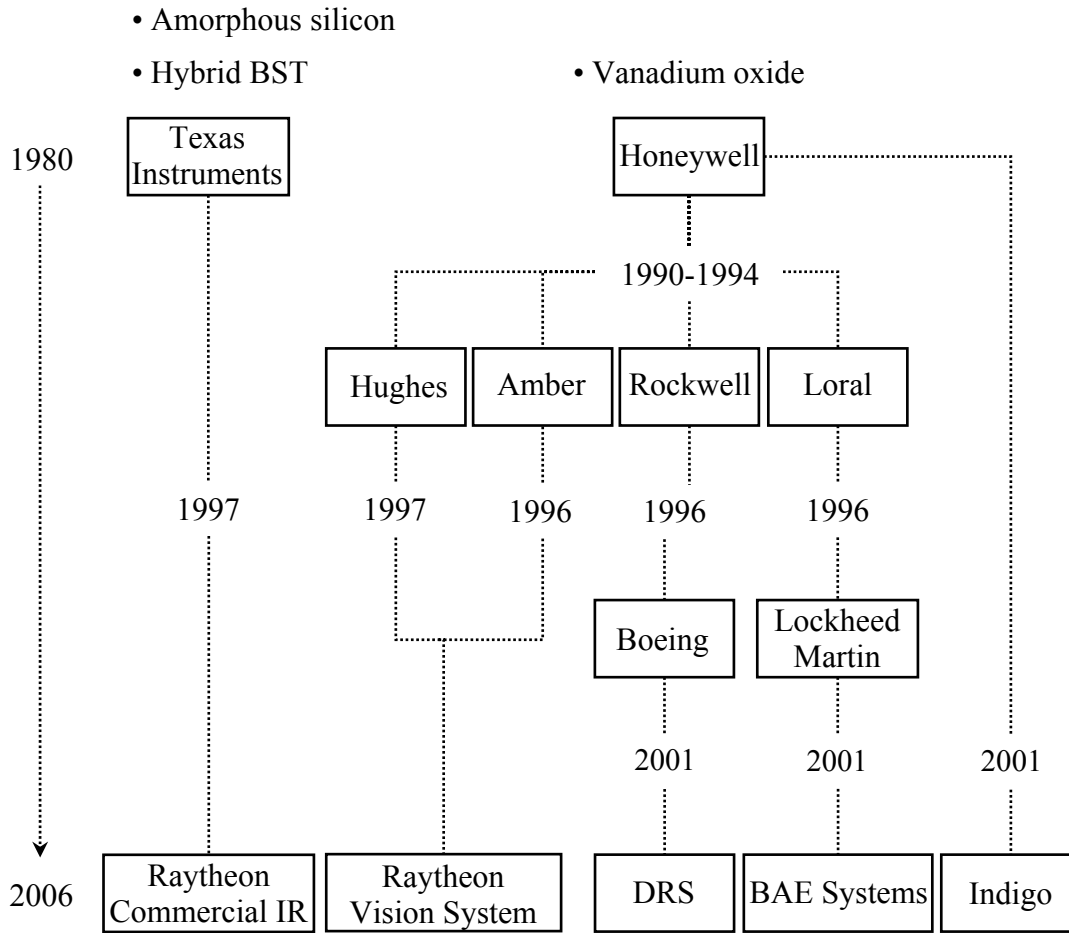 • Amorphous silicon
• Hybrid BST
• Vanadium oxide
1980
Texas
Instruments
Honeywell
1990-1994
Hughes
Amber
Rockwell
Loral
1997
1997
1996
1996
1996
Boeing
Lockheed
Martin
2001
2001
2001
2006
Raytheon
Commercial IR
Raytheon
Vision System
DRS
BAE Systems
Indigo